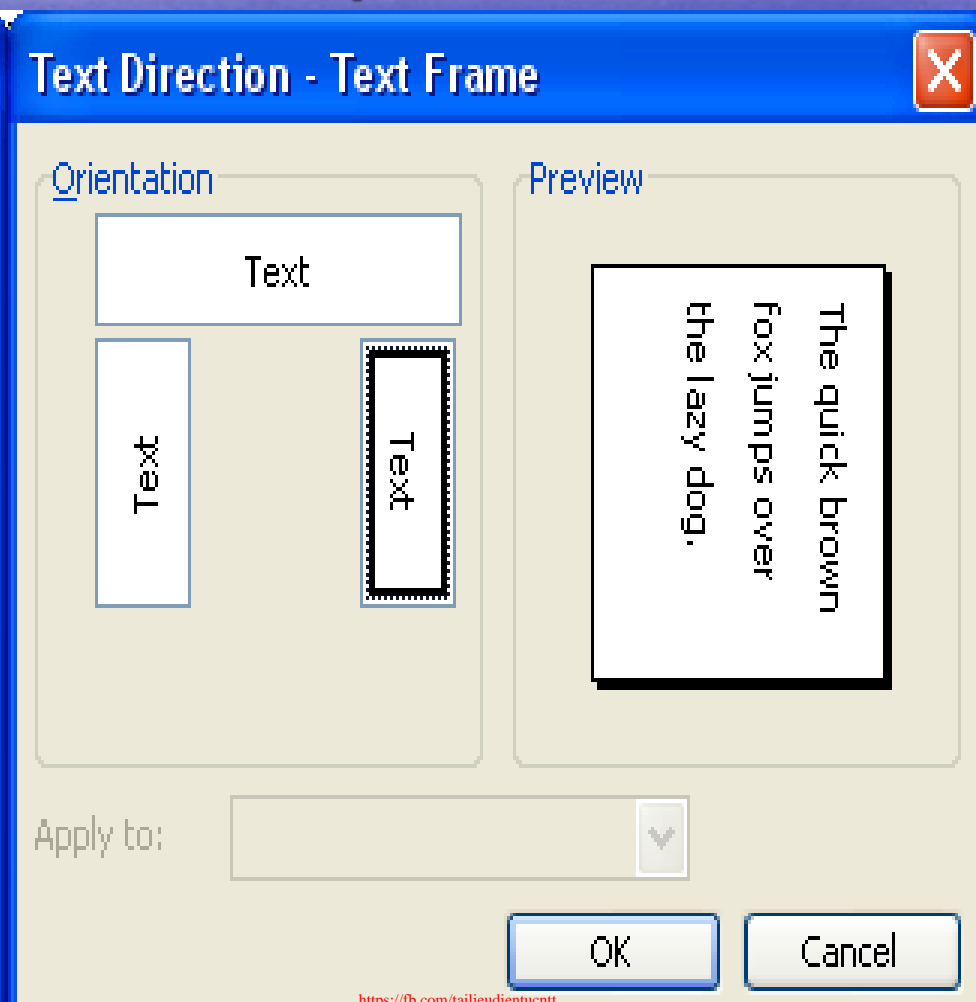 Text Direction - Text Frame
Orientation
Text
Text
Text
Preview
The quick brown
fox jumps over
the lazy dog.
Apply to:
OK
Cancel
https://fb.com/tailieudientucntt